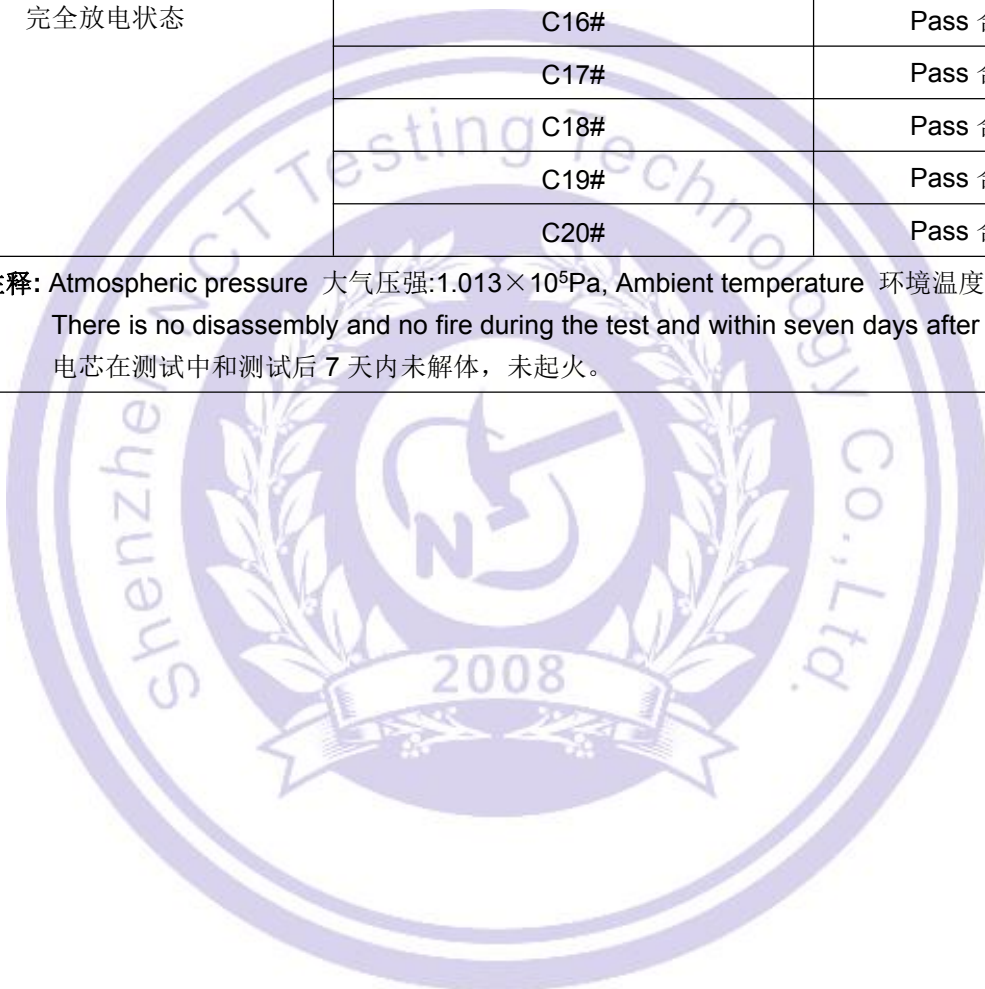 完全放电状态
C16#
Pass
C17#
Pass
C18#
Pass
C19#
Pass
C20#
Pass
释: Atmospheric pressure 大气压强:1.013×10⁵Pa, Ambient temperature 环境温度
There is no disassembly and no fire during the test and within seven days after
电芯在测试中和测试后 7 天内未解体，未起火。
Shenzhen NCT Testing Technology Co.,Ltd.
N
2008